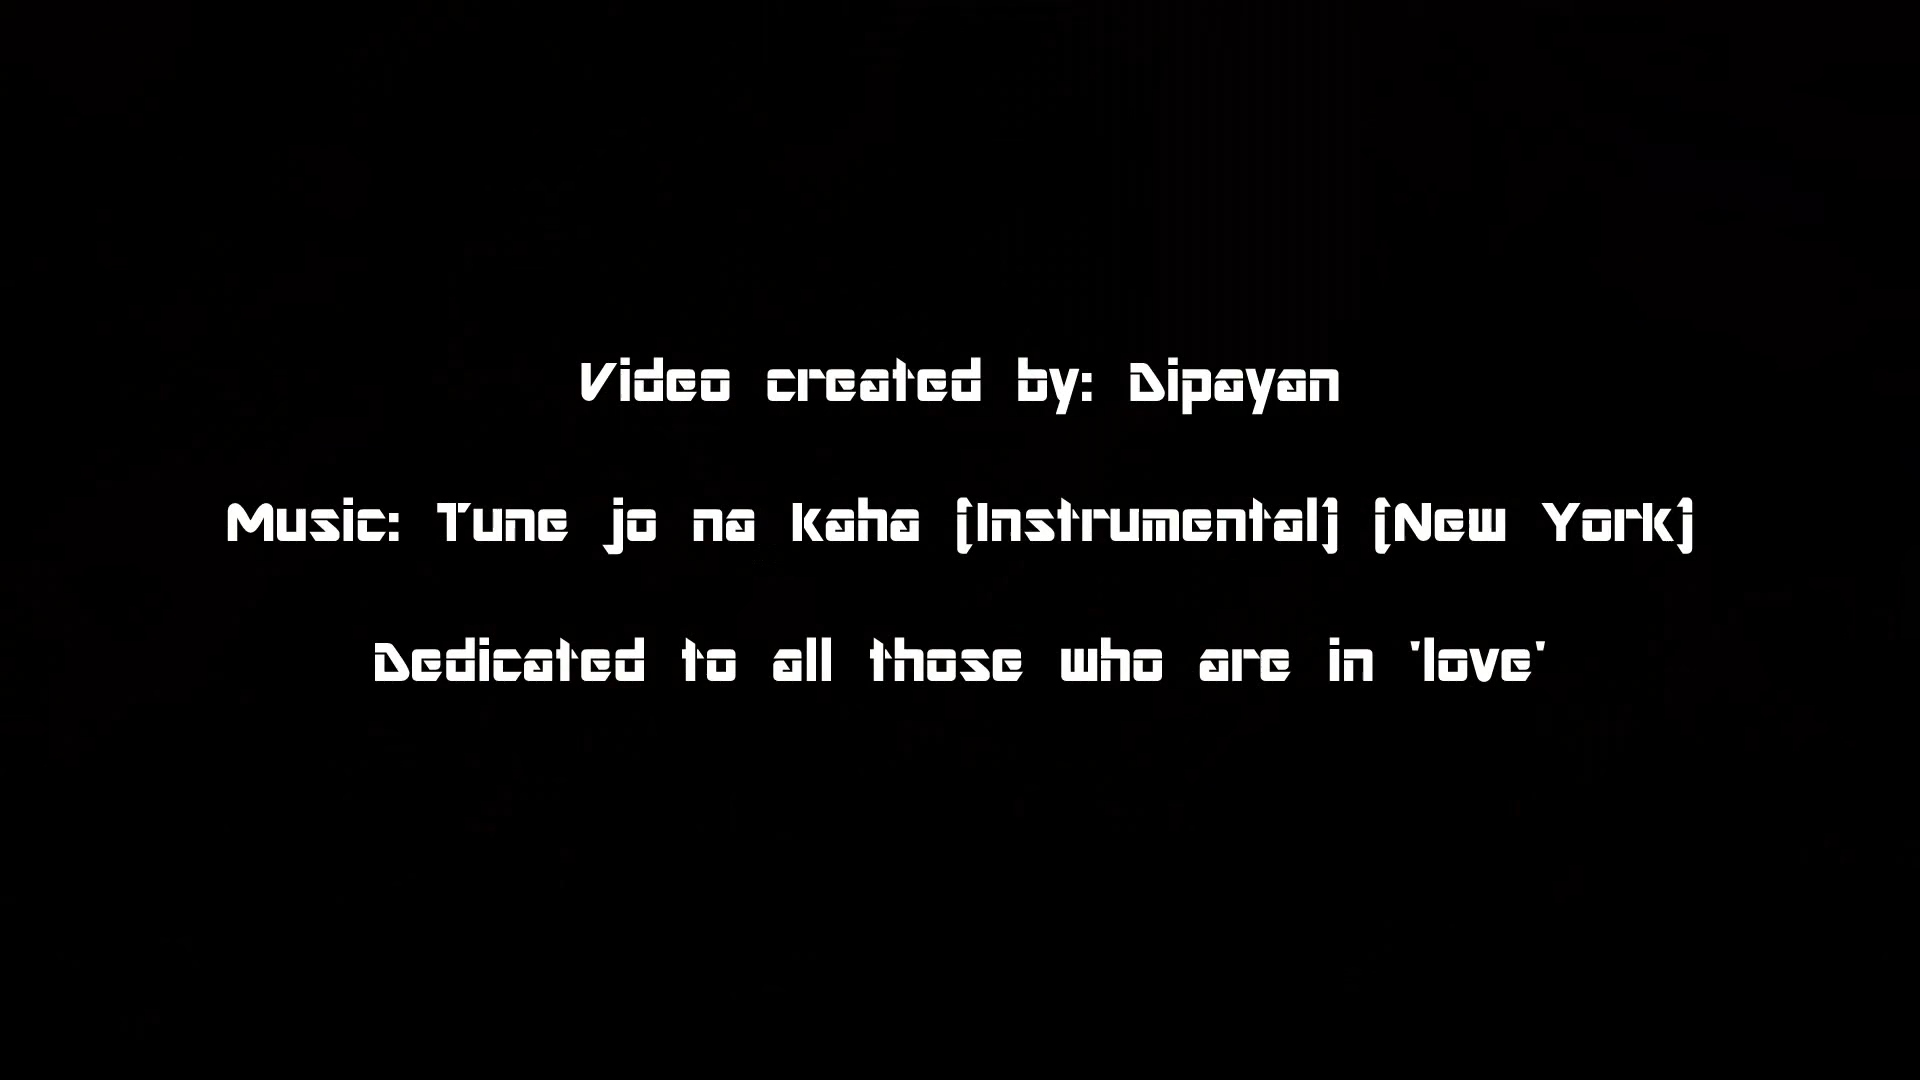 Video created by: Dipayan
Music: Tune jo na kaha (Instrumental) (New York)
Dedicated to all those who are in 'love'